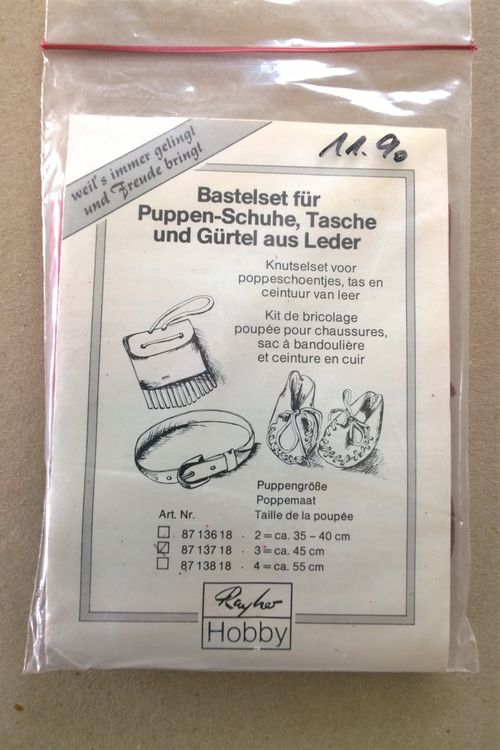 11.90
weil's immer gelingt
und Freude bringt
Bastelset für
Puppen-Schuhe, Tasche
und Gürtel aus Leder
Knutselset voor
poppeschoentjes, tas en
ceintuur van leer
Kit de bricolage
poupée pour chaussures,
sac à bandoulière
et ceinture en cuir
Puppengröße
Poppemaat
Art. Nr. Taille de la poupée
87 136 18 · 2 = ca. 35 – 40 cm
87 137 18 · 3 = ca. 45 cm
87 138 18 · 4 = ca. 55 cm
Rayher
Hobby